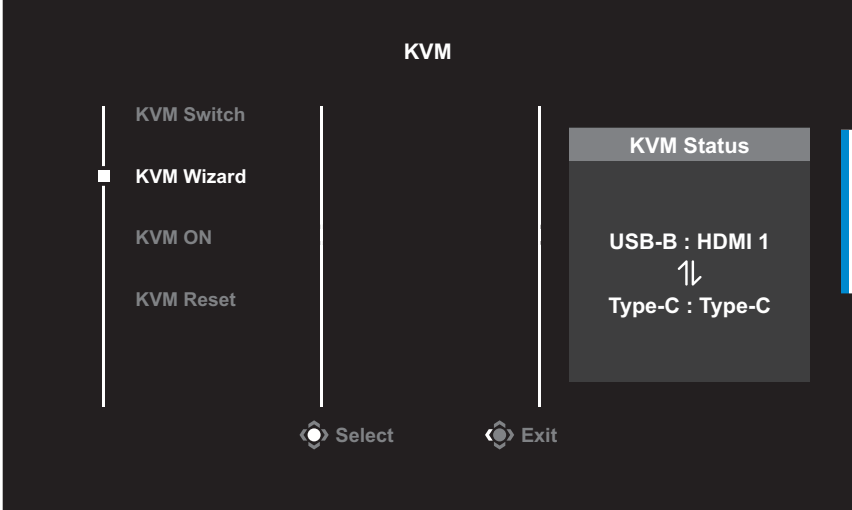 KVM
KVM Switch
KVM Wizard
KVM ON
KVM Reset
KVM Status
USB-B : HDMI 1
Type-C : Type-C
Select
Exit